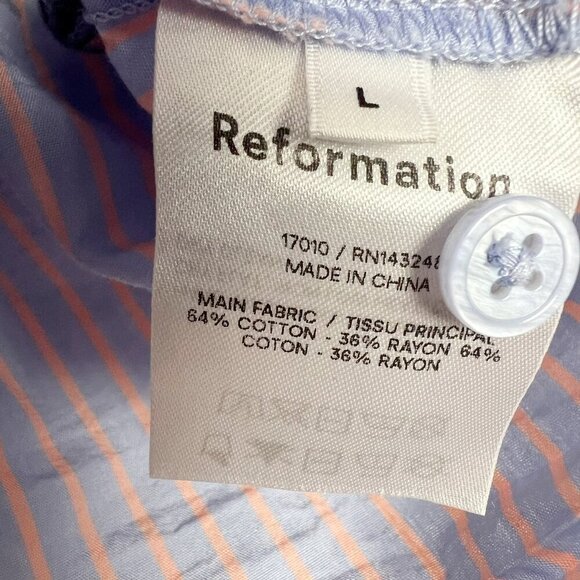 L
Reformation
17010 / RN143248
MADE IN CHINA
MAIN FABRIC / TISSU PRINCIPAL
64% COTTON - 36% RAYON 64%
COTON - 36% RAYON